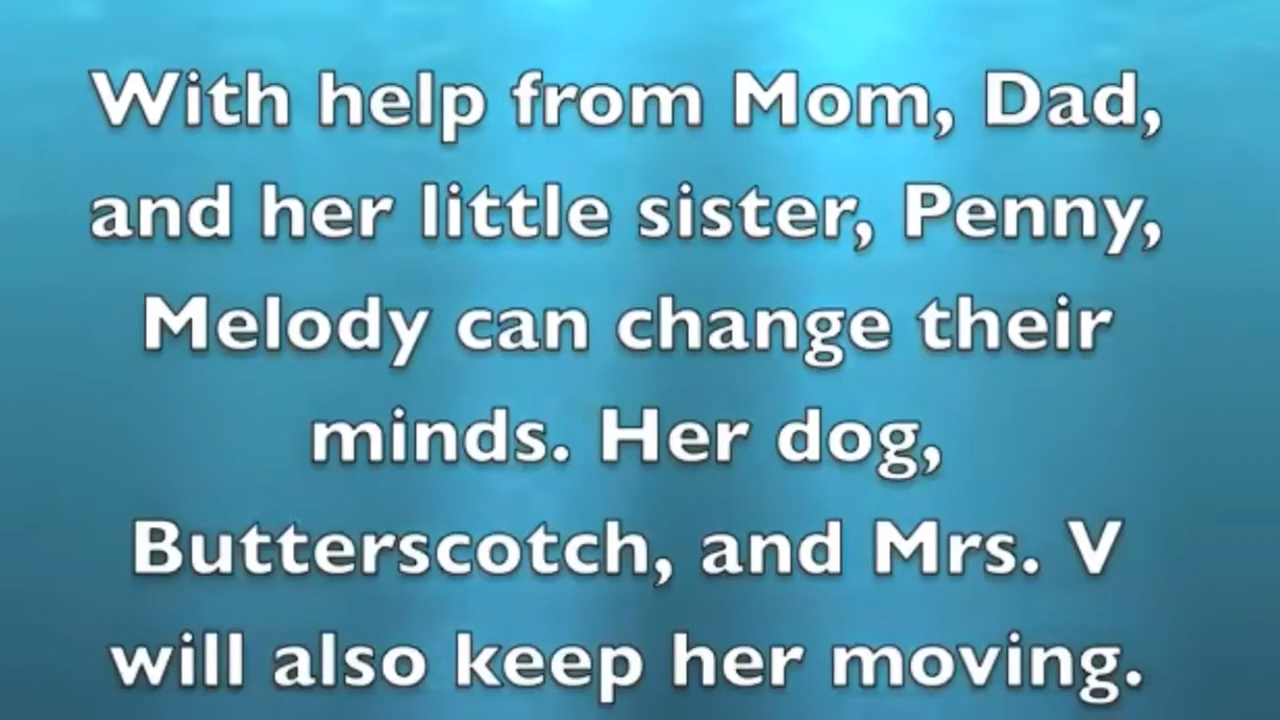 With help from Mom, Dad,
and her little sister, Penny,
Melody can change their
minds. Her dog,
Butterscotch, and Mrs. V
will also keep her moving.